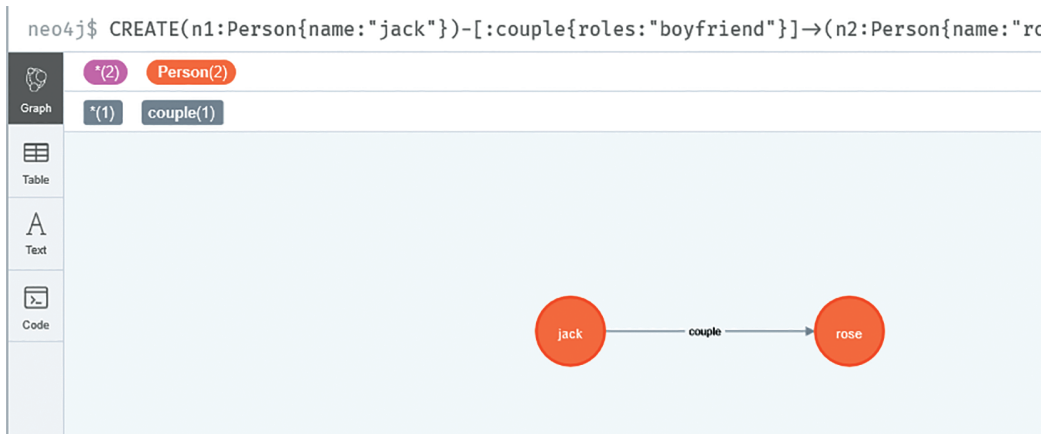 neo4j$ CREATE(n1:Person{name:"jack"})-[:couple{roles:"boyfriend"}]->(n2:Person{name:"ro
*(2) Person(2)
*(1) couple(1)
Graph
Table
A
Text
Code
jack couple rose